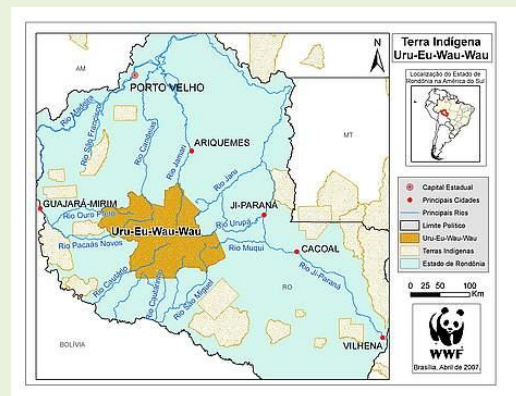 Terra Indígena
Uru-Eu-Wau-Wau
Localização do Estado de
Rondônia na América do Sul
N
AM
PORTO VELHO
Rio Madeira
Rio São Francisco
Rio Candeias
Rio Jamari
ARIQUEMES
MT
Rio Jaru
GUAJARÁ-MIRIM
JI-PARANÁ
Rio Ouro Preto
Uru-Eu-Wau-Wau
Rio Urupá
Rio Pacaás Novos
Rio Muqui
CACOAL
Rio Cautário
Rio Cautarinho
Rio São Miguel
Rio Ji-Paraná
RO
BOLÍVIA
VILHENA
Capital Estadual
Principais Cidades
Principais Rios
Limite Político
Uru-Eu-Wau-Wau
Terras Indígenas
Estado de Rondônia
0 25 50 100
Km
WWF
Brasília, Abril de 2007.